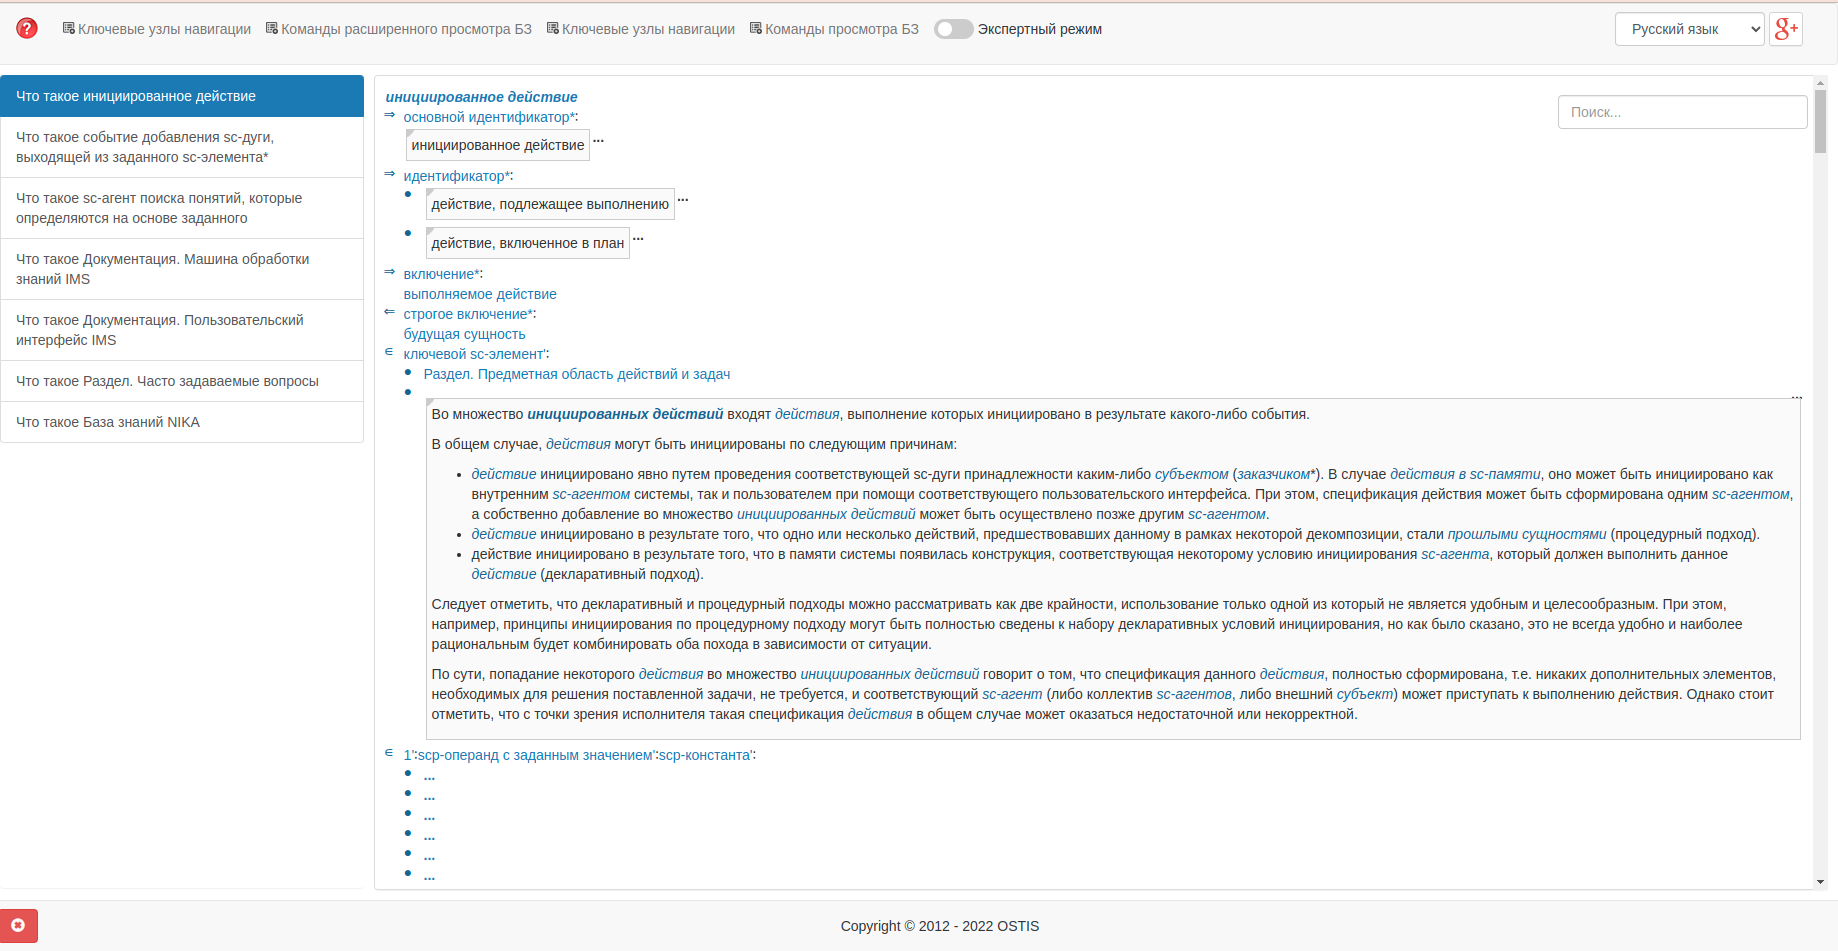 Ключевые узлы навигации Команды расширенного просмотра БЗ Ключевые узлы навигации Команды просмотра БЗ Экспертный режим Русский язык g+
Что такое инициированное действие
Что такое событие добавления sc-дуги,
выходящей из заданного sc-элемента*
Что такое sc-агент поиска понятий, которые
определяются на основе заданного
Что такое Документация. Машина обработки
знаний IMS
Что такое Документация. Пользовательский
интерфейс IMS
Что такое Раздел. Часто задаваемые вопросы
Что такое База знаний NIKA
инициированное действие
Поиск...
⇒ основной идентификатор*:
инициированное действие ...
⇒ идентификатор*:
● действие, подлежащее выполнению ...
● действие, включенное в план ...
⇒ включение*:
выполняемое действие
⇐ строгое включение*:
будущая сущность
∈ ключевой sc-элемент':
● Раздел. Предметная область действий и задач
● ...
Во множество инициированных действий входят действия, выполнение которых инициировано в результате какого-либо события.
В общем случае, действия могут быть инициированы по следующим причинам:
• действие инициировано явно путем проведения соответствующей sc-дуги принадлежности каким-либо субъектом (заказчиком*). В случае действия в sc-памяти, оно может быть инициировано как
внутренним sc-агентом системы, так и пользователем при помощи соответствующего пользовательского интерфейса. При этом, спецификация действия может быть сформирована одним sc-агентом,
а собственно добавление во множество инициированных действий может быть осуществлено позже другим sc-агентом.
• действие инициировано в результате того, что одно или несколько действий, предшествовавших данному в рамках некоторой декомпозиции, стали прошлыми сущностями (процедурный подход).
• действие инициировано в результате того, что в памяти системы появилась конструкция, соответствующая некоторому условию инициирования sc-агента, который должен выполнить данное
действие (декларативный подход).
Следует отметить, что декларативный и процедурный подходы можно рассматривать как две крайности, использование только одной из который не является удобным и целесообразным. При этом,
например, принципы инициирования по процедурному подходу могут быть полностью сведены к набору декларативных условий инициирования, но как было сказано, это не всегда удобно и наиболее
рациональным будет комбинировать оба похода в зависимости от ситуации.
По сути, попадание некоторого действия во множество инициированных действий говорит о том, что спецификация данного действия, полностью сформирована, т.е. никаких дополнительных элементов,
необходимых для решения поставленной задачи, не требуется, и соответствующий sc-агент (либо коллектив sc-агентов, либо внешний субъект) может приступать к выполнению действия. Однако стоит
отметить, что с точки зрения исполнителя такая спецификация действия в общем случае может оказаться недостаточной или некорректной.
∈ 1':scp-операнд с заданным значением':scp-константа':
● ...
● ...
● ...
● ...
● ...
● ...
Copyright © 2012 - 2022 OSTIS